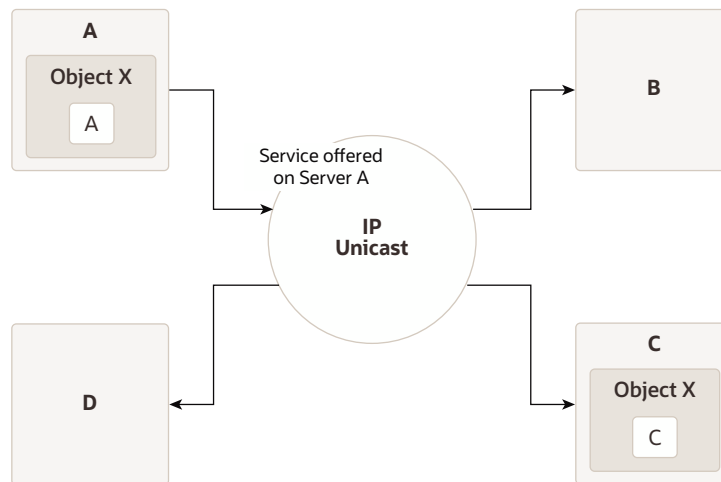 A
Object X
A
B
Service offered
on Server A
IP
Unicast
D
C
Object X
C